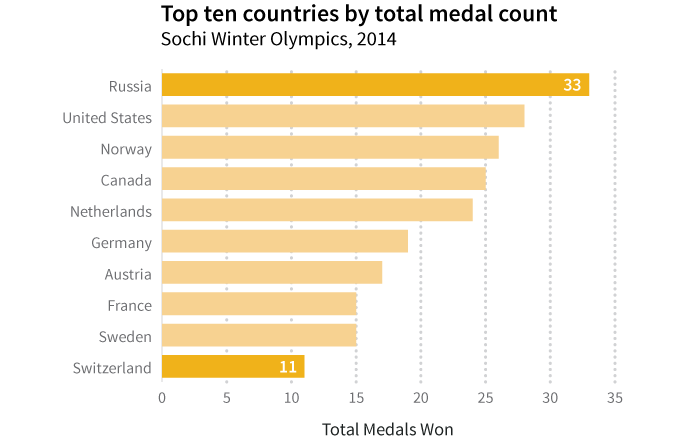 Top ten countries by total medal count
Sochi Winter Olympics, 2014
Russia 33
United States
Norway
Canada
Netherlands
Germany
Austria
France
Sweden
Switzerland 11
0 5 10 15 20 25 30 35
Total Medals Won